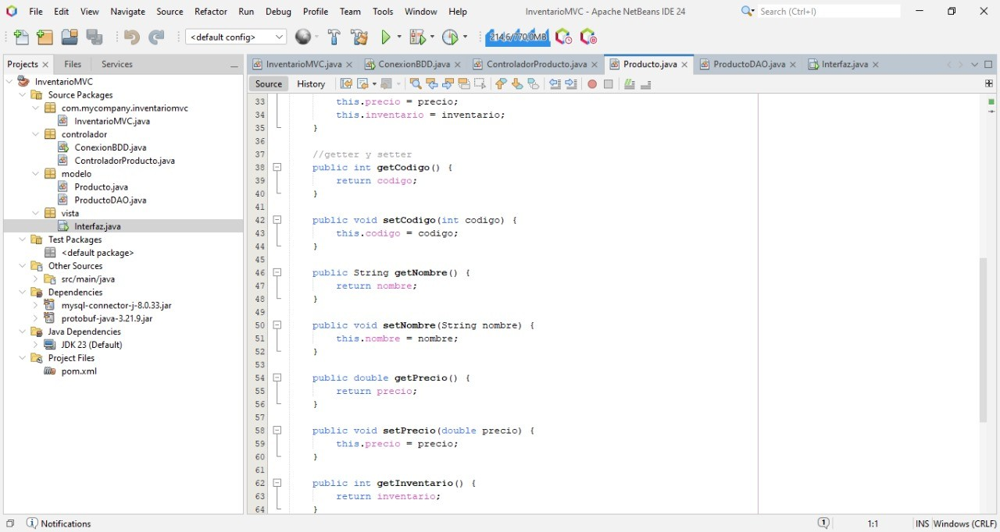 File Edit View Navigate Source Refactor Run Debug Profile Team Tools Window Help InventarioMVC - Apache NetBeans IDE 24 Search (Ctrl+I)
<default config> 214,6/770,0MB
Projects Files Services
InventarioMVC
Source Packages
com.mycompany.inventariomvc
InventarioMVC.java
controlador
ConexionBDD.java
ControladorProducto.java
modelo
Producto.java
ProductoDAO.java
vista
Interfaz.java
Test Packages
<default package>
Other Sources
src/main/java
Dependencies
mysql-connector-j-8.0.33.jar
protobuf-java-3.21.9.jar
Java Dependencies
JDK 23 (Default)
Project Files
pom.xml
InventarioMVC.java ConexionBDD.java ControladorProducto.java Producto.java ProductoDAO.java Interfaz.java
Source History
33 this.precio = precio;
34 this.inventario = inventario;
35 }
36
37 //getter y setter
38 public int getCodigo() {
39 return codigo;
40 }
41
42 public void setCodigo(int codigo) {
43 this.codigo = codigo;
44 }
45
46 public String getNombre() {
47 return nombre;
48 }
49
50 public void setNombre(String nombre) {
51 this.nombre = nombre;
52 }
53
54 public double getPrecio() {
55 return precio;
56 }
57
58 public void setPrecio(double precio) {
59 this.precio = precio;
60 }
61
62 public int getInventario() {
63 return inventario;
64 }
Notifications 1 1:1 INS Windows (CRLF)